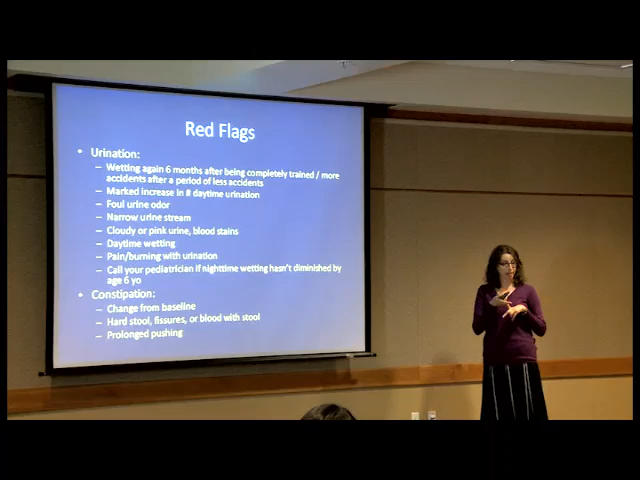 Red Flags
• Urination:
– Wetting again 6 months after being completely trained / more
accidents after a period of less accidents
– Marked increase in # daytime urination
– Foul urine odor
– Narrow urine stream
– Cloudy or pink urine, blood stains
– Daytime wetting
– Pain/burning with urination
– Call your pediatrician if nighttime wetting hasn't diminished by
age 6 yo
• Constipation:
– Change from baseline
– Hard stool, fissures, or blood with stool
– Prolonged pushing